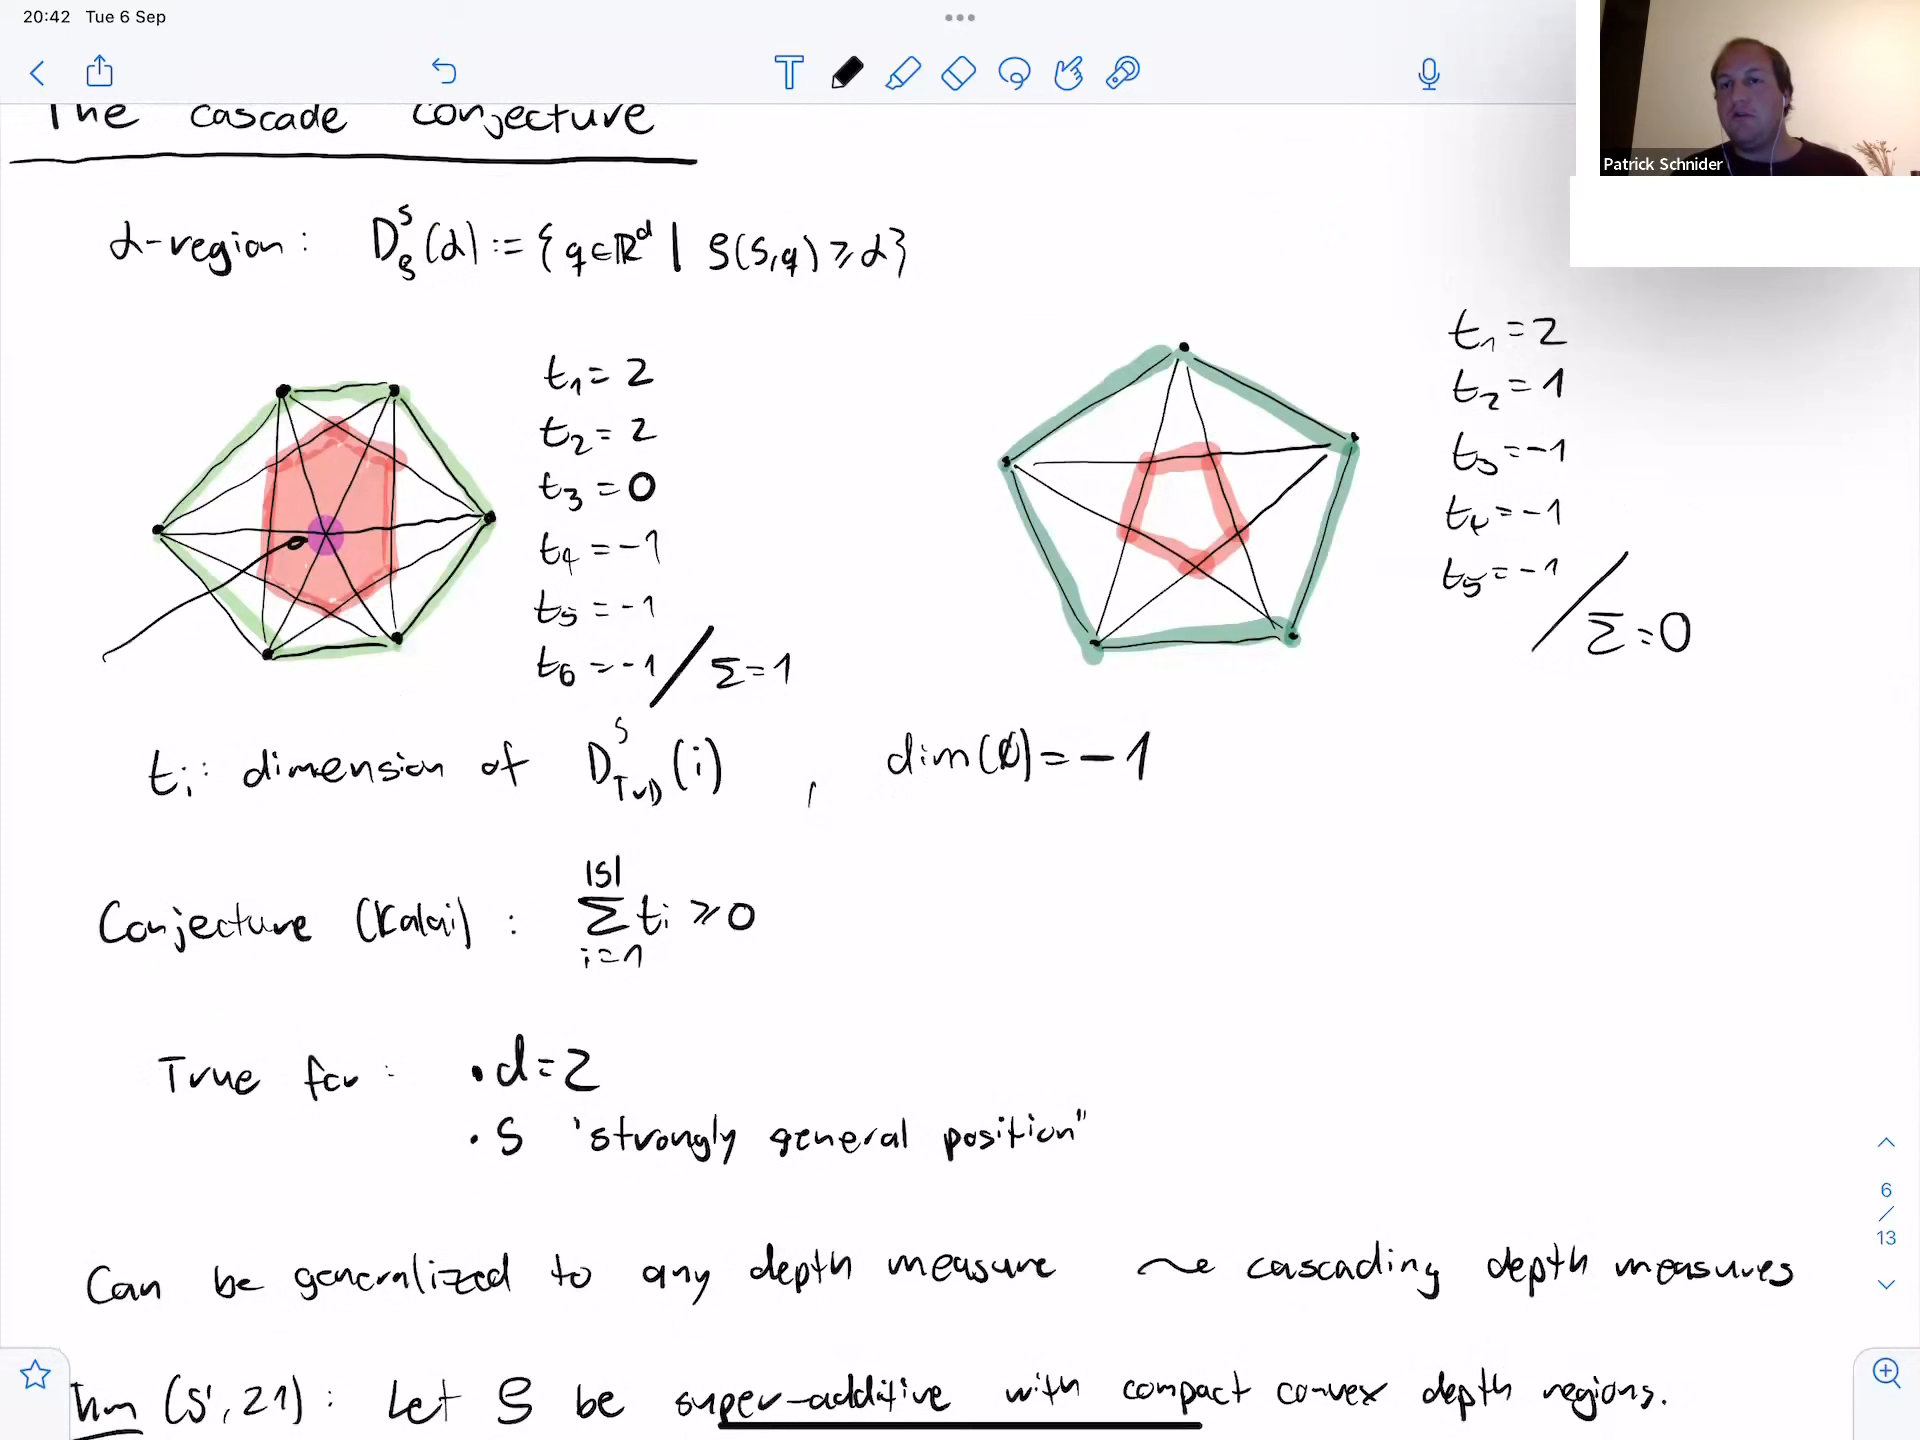 20:42 Tue 6 Sep
Patrick Schnider
The cascade conjecture
α-region: D_ϱ^S(α) := {q∈ℝ^d | ϱ(S,q) ≥ α}
t₁ = 2
t₂ = 2
t₃ = 0
t₄ = -1
t₅ = -1
t₆ = -1 / Σ=1
t₁ = 2
t₂ = 1
t₃ = -1
t₄ = -1
t₅ = -1 / Σ=0
tᵢ: dimension of D_TvD^S(i) , dim(∅) = -1
Conjecture (Kalai): Σ_{i=1}^{|S|} tᵢ ≥ 0
True for: • d=2
• S "strongly general position"
Can be generalized to any depth measure ⇝ cascading depth measures
Thm (S', 21): Let ϱ be super-additive with compact convex depth regions.
6
/
13